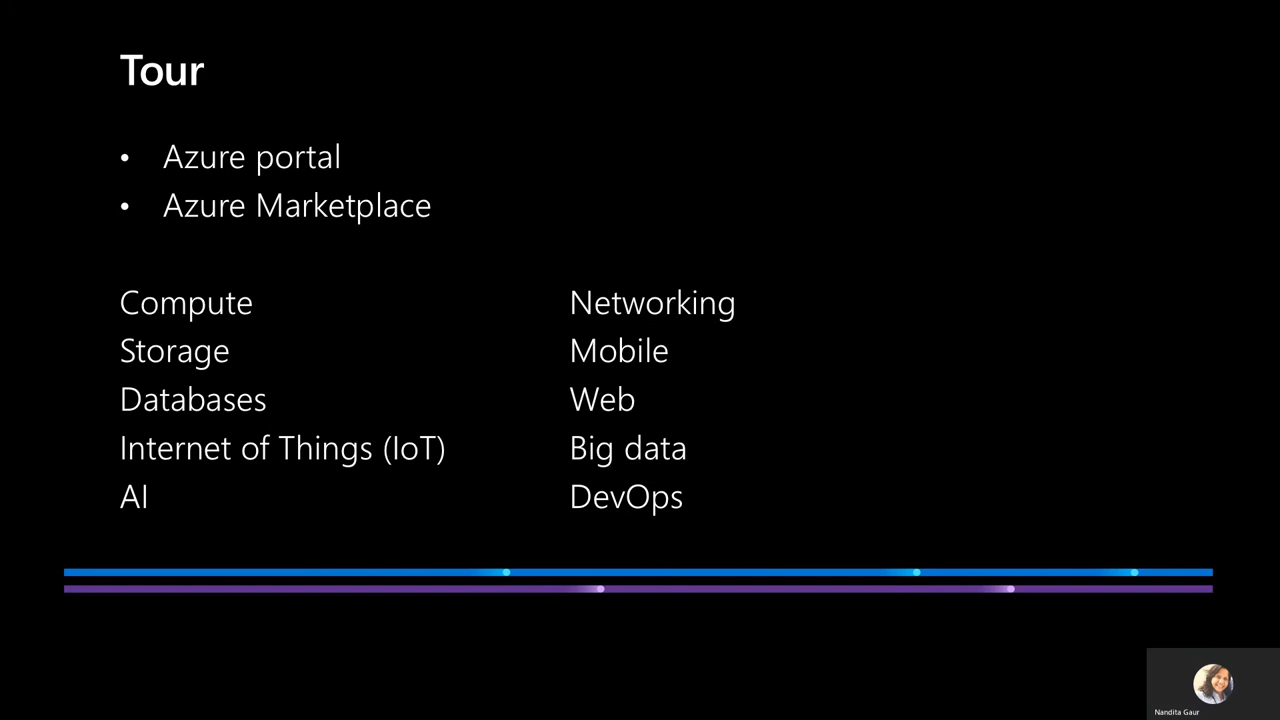 Tour
• Azure portal
• Azure Marketplace
Compute
Storage
Databases
Internet of Things (IoT)
AI
Networking
Mobile
Web
Big data
DevOps
Nandita Gaur